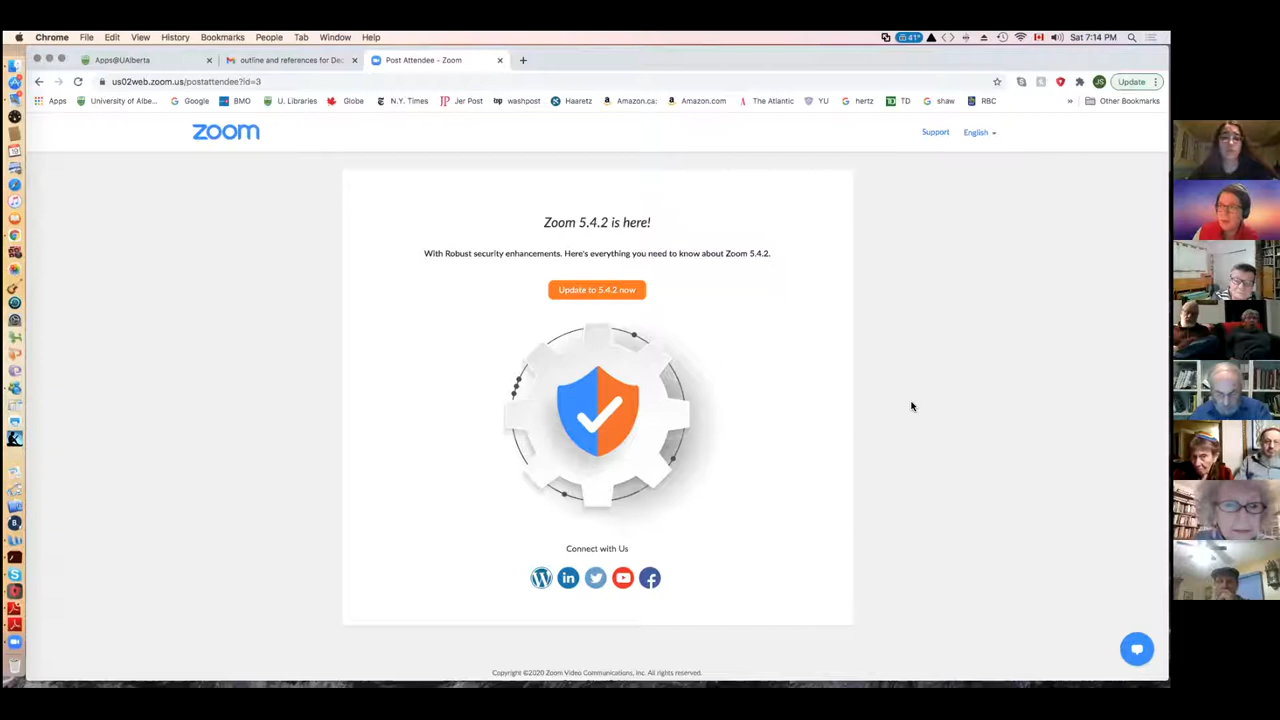 Chrome File Edit View History Bookmarks People Tab Window Help 41° Sat 7:14 PM
Apps@UAlberta outline and references for Dec Post Attendee - Zoom
us02web.zoom.us/postattendee?id=3 JS Update
Apps University of Albe... Google BMO U. Libraries Globe N.Y. Times Jer Post washpost Haaretz Amazon.ca: Amazon.com The Atlantic YU hertz TD shaw RBC » Other Bookmarks
zoom Support English
Zoom 5.4.2 is here!
With Robust security enhancements. Here's everything you need to know about Zoom 5.4.2.
Update to 5.4.2 now
Connect with Us
Copyright ©2020 Zoom Video Communications, Inc. All rights reserved.